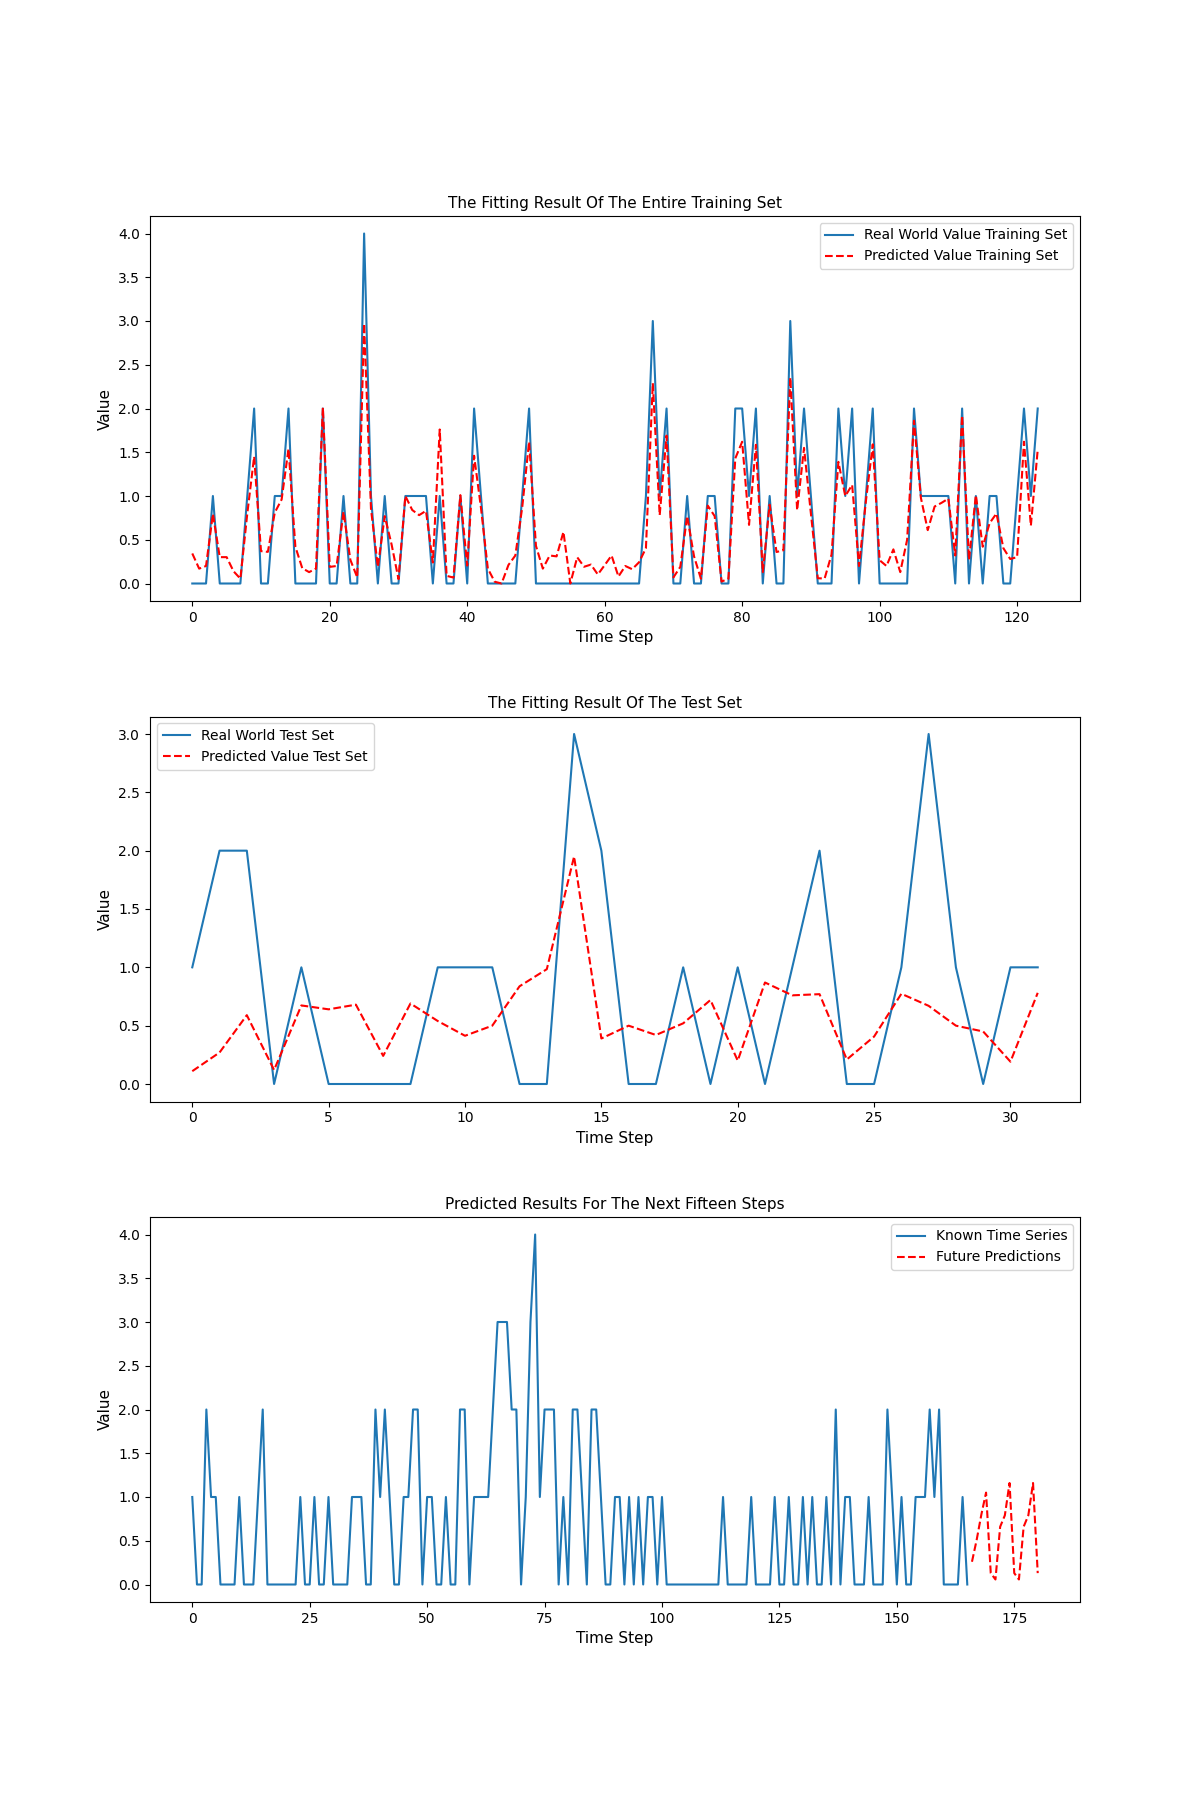 The Fitting Result Of The Entire Training Set
4.0
3.5
3.0
2.5
2.0
1.5
1.0
0.5
0.0
Value
Real World Value Training Set
Predicted Value Training Set
0 20 40 60 80 100 120
Time Step
The Fitting Result Of The Test Set
3.0
2.5
2.0
1.5
1.0
0.5
0.0
Value
Real World Test Set
Predicted Value Test Set
0 5 10 15 20 25 30
Time Step
Predicted Results For The Next Fifteen Steps
4.0
3.5
3.0
2.5
2.0
1.5
1.0
0.5
0.0
Value
Known Time Series
Future Predictions
0 25 50 75 100 125 150 175
Time Step